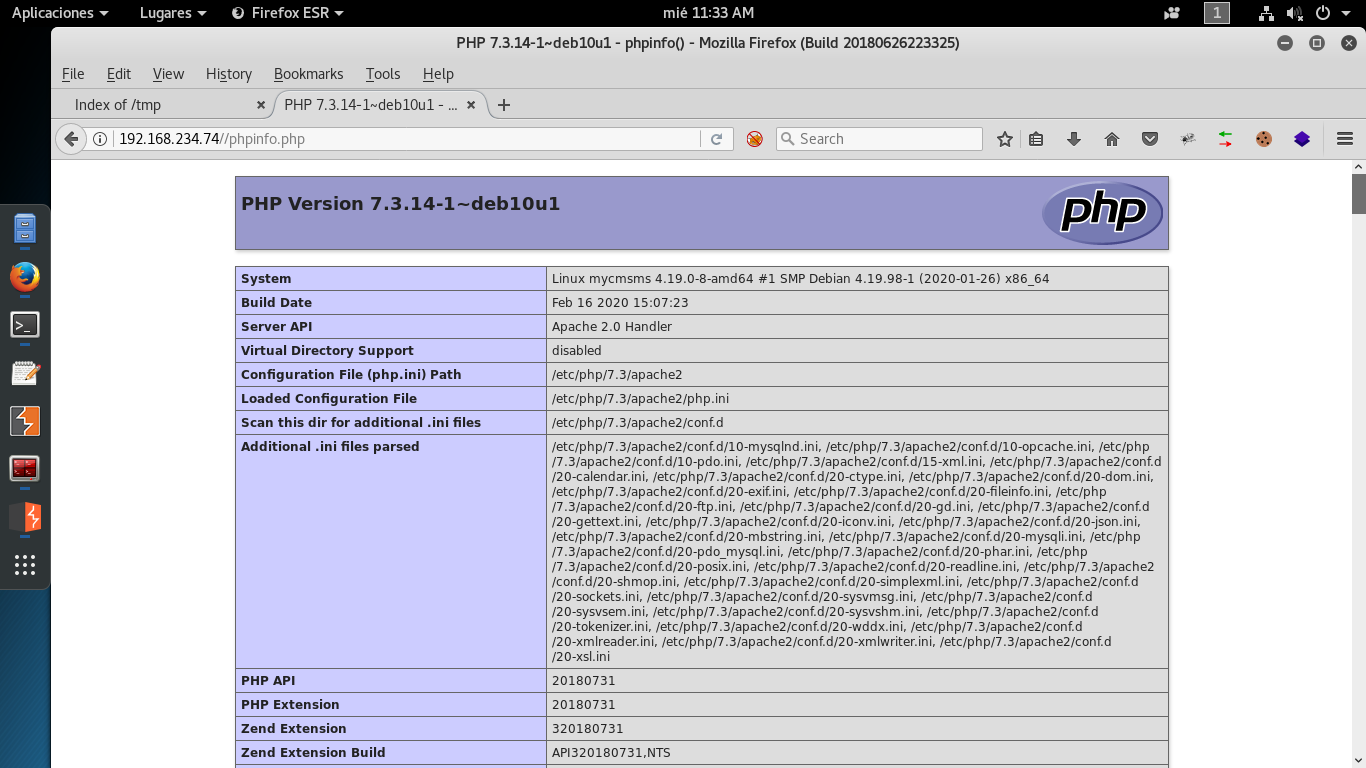 Aplicaciones Lugares Firefox ESR mié 11:33 AM 1
PHP 7.3.14-1~deb10u1 - phpinfo() - Mozilla Firefox (Build 20180626223325)
File Edit View History Bookmarks Tools Help
Index of /tmp PHP 7.3.14-1~deb10u1 - ...
192.168.234.74//phpinfo.php Search
PHP Version 7.3.14-1~deb10u1 php
System Linux mycmsms 4.19.0-8-amd64 #1 SMP Debian 4.19.98-1 (2020-01-26) x86_64
Build Date Feb 16 2020 15:07:23
Server API Apache 2.0 Handler
Virtual Directory Support disabled
Configuration File (php.ini) Path /etc/php/7.3/apache2
Loaded Configuration File /etc/php/7.3/apache2/php.ini
Scan this dir for additional .ini files /etc/php/7.3/apache2/conf.d
Additional .ini files parsed /etc/php/7.3/apache2/conf.d/10-mysqlnd.ini, /etc/php/7.3/apache2/conf.d/10-opcache.ini, /etc/php
/7.3/apache2/conf.d/10-pdo.ini, /etc/php/7.3/apache2/conf.d/15-xml.ini, /etc/php/7.3/apache2/conf.d
/20-calendar.ini, /etc/php/7.3/apache2/conf.d/20-ctype.ini, /etc/php/7.3/apache2/conf.d/20-dom.ini,
/etc/php/7.3/apache2/conf.d/20-exif.ini, /etc/php/7.3/apache2/conf.d/20-fileinfo.ini, /etc/php
/7.3/apache2/conf.d/20-ftp.ini, /etc/php/7.3/apache2/conf.d/20-gd.ini, /etc/php/7.3/apache2/conf.d
/20-gettext.ini, /etc/php/7.3/apache2/conf.d/20-iconv.ini, /etc/php/7.3/apache2/conf.d/20-json.ini,
/etc/php/7.3/apache2/conf.d/20-mbstring.ini, /etc/php/7.3/apache2/conf.d/20-mysqli.ini, /etc/php
/7.3/apache2/conf.d/20-pdo_mysql.ini, /etc/php/7.3/apache2/conf.d/20-phar.ini, /etc/php
/7.3/apache2/conf.d/20-posix.ini, /etc/php/7.3/apache2/conf.d/20-readline.ini, /etc/php/7.3/apache2
/conf.d/20-shmop.ini, /etc/php/7.3/apache2/conf.d/20-simplexml.ini, /etc/php/7.3/apache2/conf.d
/20-sockets.ini, /etc/php/7.3/apache2/conf.d/20-sysvmsg.ini, /etc/php/7.3/apache2/conf.d
/20-sysvsem.ini, /etc/php/7.3/apache2/conf.d/20-sysvshm.ini, /etc/php/7.3/apache2/conf.d
/20-tokenizer.ini, /etc/php/7.3/apache2/conf.d/20-wddx.ini, /etc/php/7.3/apache2/conf.d
/20-xmlreader.ini, /etc/php/7.3/apache2/conf.d/20-xmlwriter.ini, /etc/php/7.3/apache2/conf.d
/20-xsl.ini
PHP API 20180731
PHP Extension 20180731
Zend Extension 320180731
Zend Extension Build API320180731,NTS